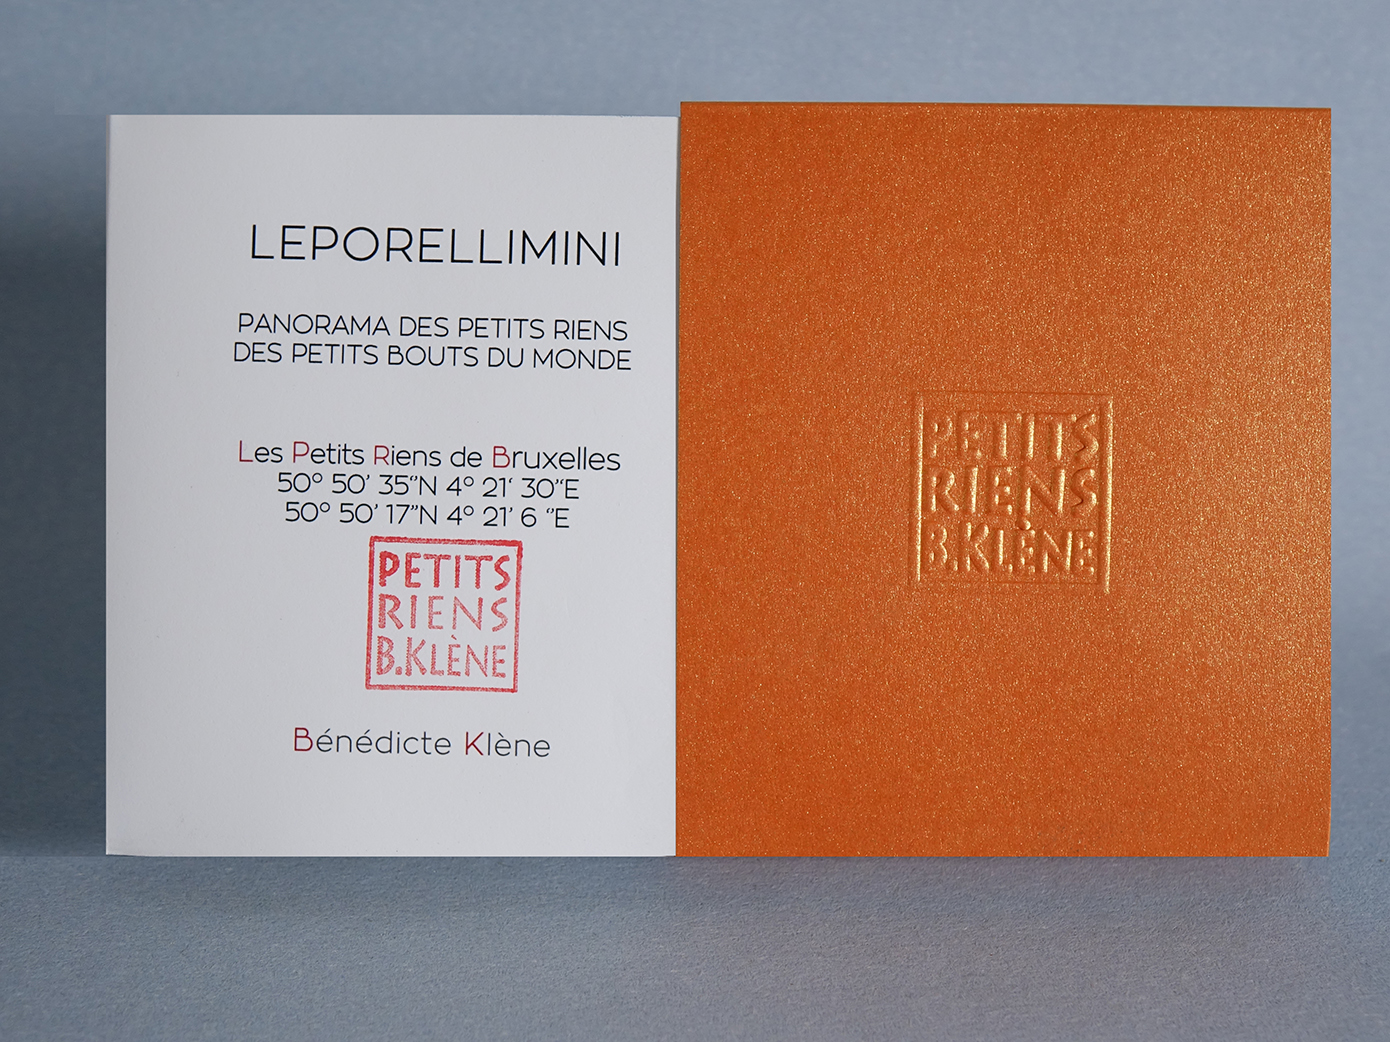 LEPORELLIMINI
PANORAMA DES PETITS RIENS
DES PETITS BOUTS DU MONDE
Les Petits Riens de Bruxelles
50° 50’ 35‘’N 4° 21‘ 30‘’E
50° 50’ 17’’N 4° 21‘ 6 ‘’E
PETITS
RIENS
B.KLÈNE
Bénédicte Klène
PETITS
RIENS
B.KLÈNE